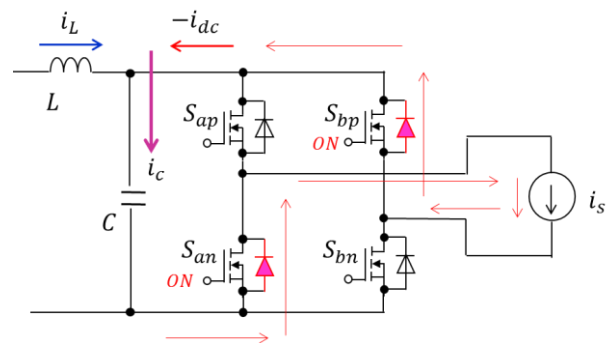 i_L
−i_dc
L
S_ap
S_bp
ON
i_c
i_s
C
S_an
S_bn
ON